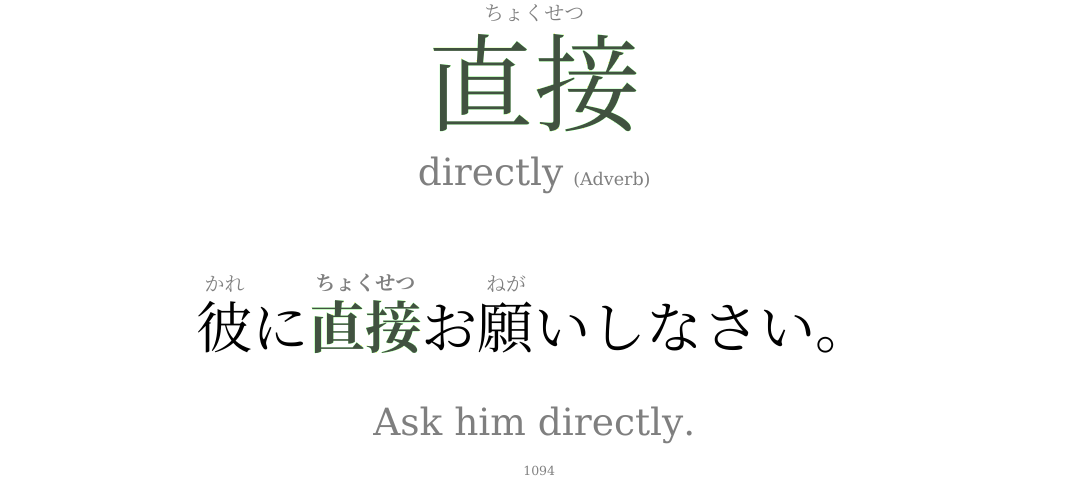 ちょくせつ
直接
directly (Adverb)
かれ ちょくせつ ねが
彼に直接お願いしなさい。
Ask him directly.
1094